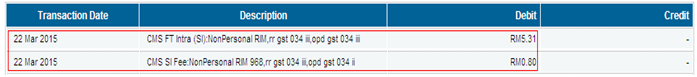 Transaction Date Description Debit Credit
22 Mar 2015 CMS FT Intra (SI):NonPersonal RIM,rr gst 034 iii,opd gst 034 iii RM5.31 -
22 Mar 2015 CMS SI Fee:NonPersonal RIM 968,rr gst 034 iii,opd gst 034 ii RM0.80 -